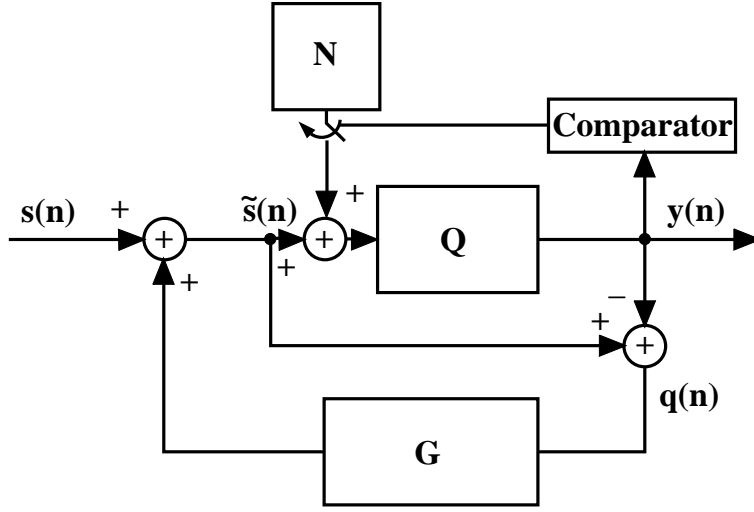 N
Comparator
+
s(n)
+
s̃(n)
y(n)
+
+
Q
+
+
−
+
+
q(n)
G